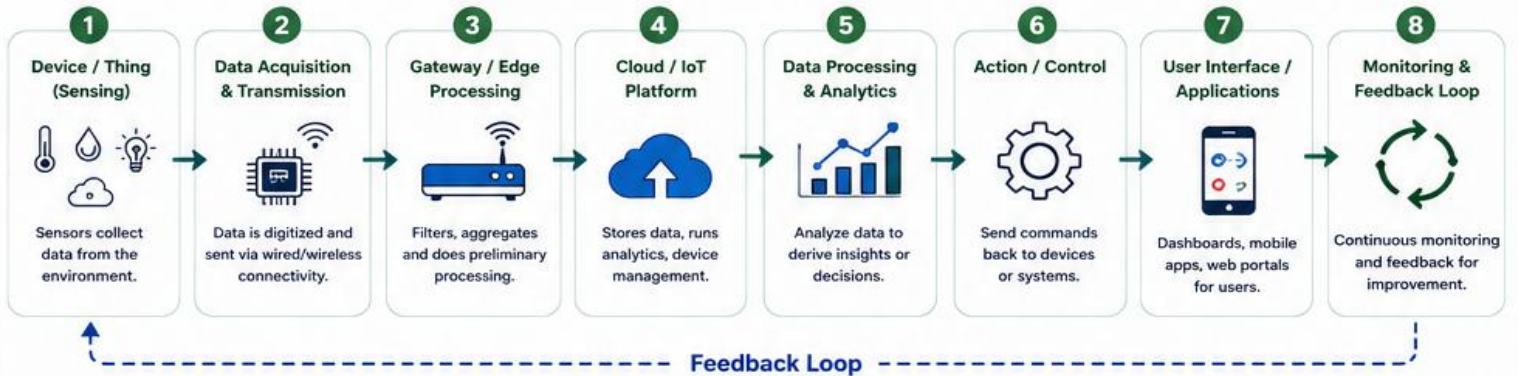 1
Device / Thing
(Sensing)
Sensors collect
data from the
environment.
2
Data Acquisition
& Transmission
Data is digitized and
sent via wired/wireless
connectivity.
3
Gateway / Edge
Processing
Filters, aggregates
and does preliminary
processing.
4
Cloud / IoT
Platform
Stores data, runs
analytics, device
management.
5
Data Processing
& Analytics
Analyze data to
derive insights or
decisions.
6
Action / Control
Send commands
back to devices
or systems.
7
User Interface /
Applications
Dashboards, mobile
apps, web portals
for users.
8
Monitoring &
Feedback Loop
Continuous monitoring
and feedback for
improvement.
Feedback Loop